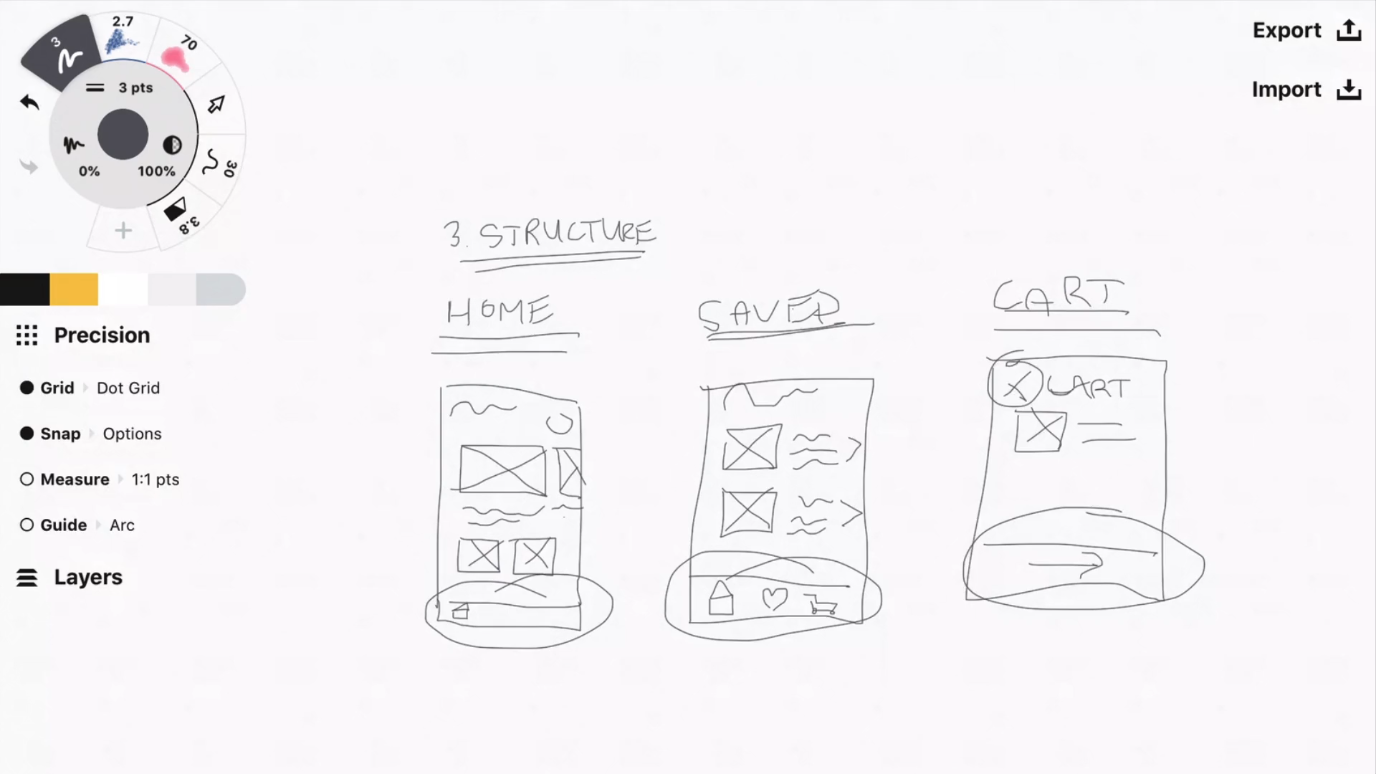 2.7
70
3
3 pts
30
0%
100%
3.8
Export
Import
Precision
Grid Dot Grid
Snap Options
Measure 1:1 pts
Guide Arc
Layers
3. STRUCTURE
HOME
SAVED
CART
CART